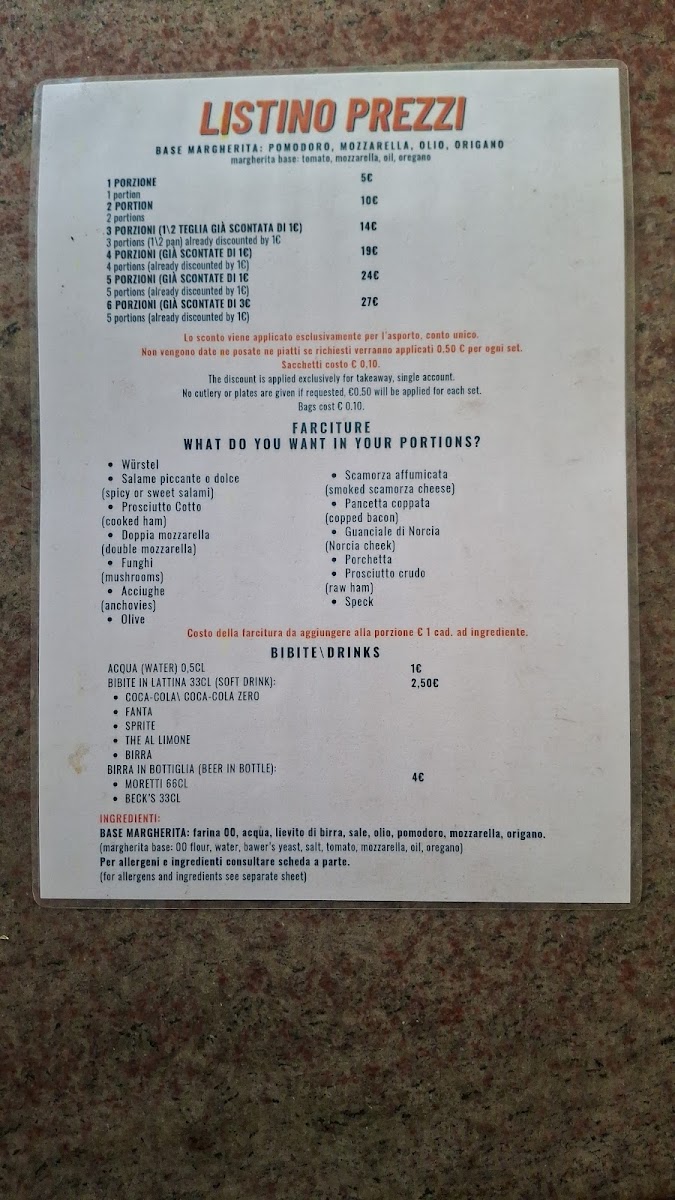 LISTINO PREZZI
BASE MARGHERITA: POMODORO, MOZZARELLA, OLIO, ORIGANO
margherita base: tomato, mozzarella, oil, oregano
1 PORZIONE 5€
1 portion
2 PORTION 10€
2 portions
3 PORZIONI (1\2 TEGLIA GIÀ SCONTATA DI 1€) 14€
3 portions (1\2 pan) already discounted by 1€
4 PORZIONI (GIÀ SCONTATE DI 1€) 19€
4 portions (already discounted by 1€)
5 PORZIONI (GIÀ SCONTATE DI 1€ 24€
5 portions (already discounted by 1€)
6 PORZIONI (GIÀ SCONTATE DI 3€ 27€
5 portions (already discounted by 1€)
Lo sconto viene applicato esclusivamente per l'asporto, conto unico.
Non vengono date ne posate ne piatti se richiesti verranno applicati 0.50 € per ogni set.
Sacchetti costo € 0,10.
The discount is applied exclusively for takeaway, single account.
No cutlery or plates are given if requested, €0.50 will be applied for each set.
Bags cost € 0.10.
FARCITURE
WHAT DO YOU WANT IN YOUR PORTIONS?
• Würstel
• Salame piccante o dolce
(spicy or sweet salami)
• Prosciutto Cotto
(cooked ham)
• Doppia mozzarella
(double mozzarella)
• Funghi
(mushrooms)
• Acciughe
(anchovies)
• Olive
• Scamorza affumicata
(smoked scamorza cheese)
• Pancetta coppata
(copped bacon)
• Guanciale di Norcia
(Norcia cheek)
• Porchetta
• Prosciutto crudo
(raw ham)
• Speck
Costo della farcitura da aggiungere alla porzione € 1 cad. ad ingrediente.
BIBITE\DRINKS
ACQUA (WATER) 0,5CL 1€
BIBITE IN LATTINA 33CL (SOFT DRINK): 2,50€
• COCA-COLA\ COCA-COLA ZERO
• FANTA
• SPRITE
• THE AL LIMONE
• BIRRA
BIRRA IN BOTTIGLIA (BEER IN BOTTLE): 4€
• MORETTI 66CL
• BECK'S 33CL
INGREDIENTI:
BASE MARGHERITA: farina 00, acqua, lievito di birra, sale, olio, pomodoro, mozzarella, origano.
(margherita base: 00 flour, water, bawer's yeast, salt, tomato, mozzarella, oil, oregano)
Per allergeni e ingredienti consultare scheda a parte.
(for allergens and ingredients see separate sheet)